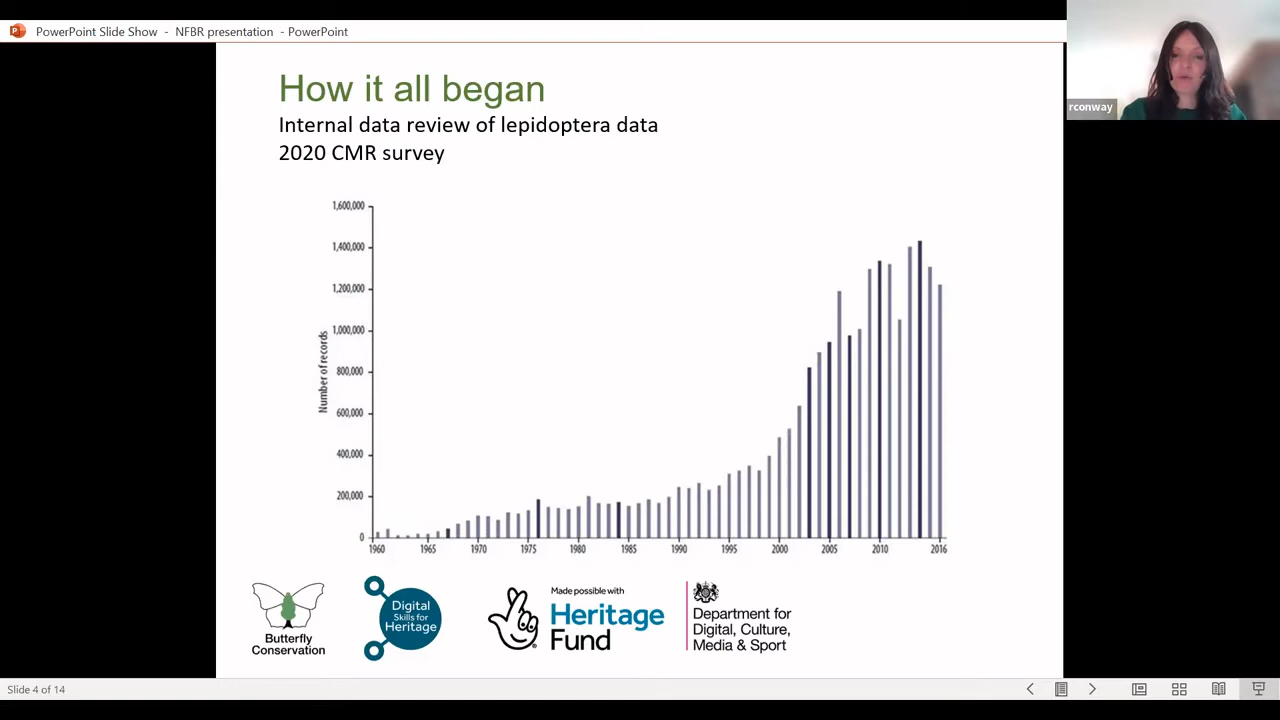 PowerPoint Slide Show - NFBR presentation - PowerPoint
rconway
How it all began
Internal data review of lepidoptera data
2020 CMR survey
1,600,000
1,400,000
1,200,000
1,000,000
800,000
600,000
400,000
200,000
0
Number of records
1960 1965 1970 1975 1980 1985 1990 1995 2000 2005 2010 2016
Butterfly
Conservation
Digital
Skills for
Heritage
Made possible with
Heritage
Fund
Department for
Digital, Culture,
Media & Sport
Slide 4 of 14